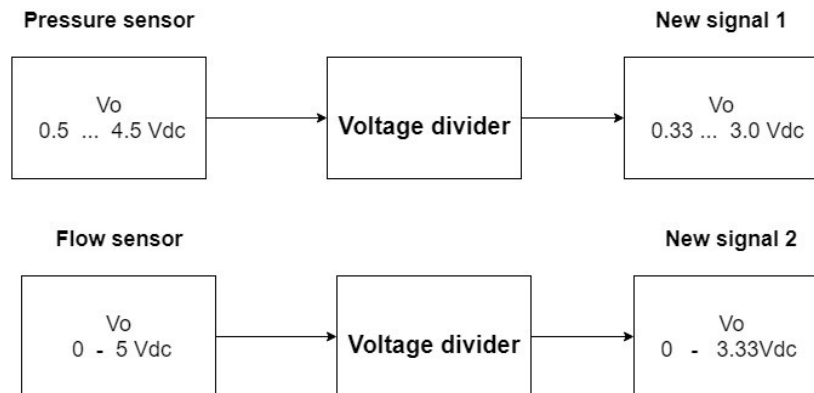 Pressure sensor
New signal 1
Vo
0.5 ... 4.5 Vdc
Voltage divider
Vo
0.33 ... 3.0 Vdc
Flow sensor
New signal 2
Vo
0 - 5 Vdc
Voltage divider
Vo
0 - 3.33Vdc